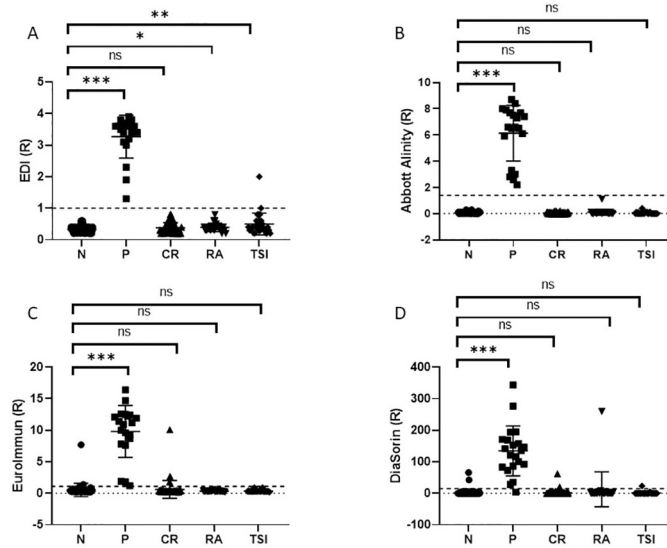 A
**
*
ns
***
EDI (R)
5
4
3
2
1
0
N P CR RA TSI
B
ns
ns
ns
***
Abbott Alinity (R)
10
8
6
4
2
0
-2
N P CR RA TSI
C
ns
ns
ns
***
EuroImmun (R)
20
15
10
5
0
-5
N P CR RA TSI
D
ns
ns
ns
***
DiaSorin (R)
400
300
200
100
0
-100
N P CR RA TSI